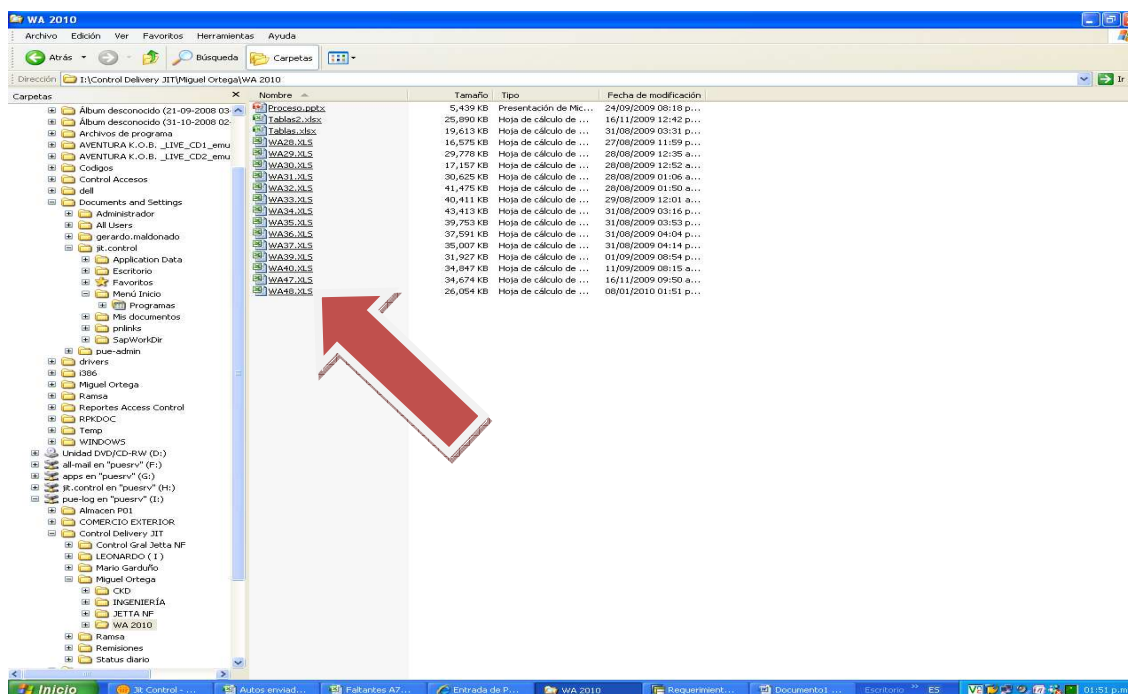 WA 2010
Archivo Edición Ver Favoritos Herramientas Ayuda
Atrás Búsqueda Carpetas
Dirección I:\Control Delivery JIT\Miguel Ortega\WA 2010 Ir
Carpetas
Álbum desconocido (21-09-2008 03-
Álbum desconocido (31-10-2008 02-
Archivos de programa
AVENTURA K.O.B. _LIVE_CD1_emu
AVENTURA K.O.B. _LIVE_CD2_emu
Codigos
Control Accesos
dell
Documents and Settings
Administrador
All Users
gerardo.maldonado
jit.control
Application Data
Escritorio
Favoritos
Menú Inicio
Programas
Mis documentos
pnlinks
SapWorkDir
pue-admin
drivers
i386
Miguel Ortega
Ramsa
Reportes Access Control
RPKDOC
Temp
WINDOWS
Unidad DVD/CD-RW (D:)
all-mail en "puesrv" (F:)
apps en "puesrv" (G:)
jit.control en "puesrv" (H:)
pue-log en "puesrv" (I:)
Almacen P01
COMERCIO EXTERIOR
Control Delivery JIT
Control Gral Jetta NF
LEONARDO ( I )
Mario Garduño
Miguel Ortega
CKD
INGENIERÍA
JETTA NF
WA 2010
Ramsa
Remisiones
Status diario
Nombre Tamaño Tipo Fecha de modificación
Proceso.pptx 5,439 KB Presentación de Mic... 24/09/2009 08:18 p...
Tablas2.xlsx 25,890 KB Hoja de cálculo de ... 16/11/2009 12:42 p...
Tablas.xlsx 19,613 KB Hoja de cálculo de ... 31/08/2009 03:31 p...
WA28.XLS 16,575 KB Hoja de cálculo de ... 27/08/2009 11:59 p...
WA29.XLS 29,778 KB Hoja de cálculo de ... 28/08/2009 12:35 a...
WA30.XLS 17,157 KB Hoja de cálculo de ... 28/08/2009 12:52 a...
WA31.XLS 30,625 KB Hoja de cálculo de ... 28/08/2009 01:06 a...
WA32.XLS 41,475 KB Hoja de cálculo de ... 28/08/2009 01:50 a...
WA33.XLS 40,411 KB Hoja de cálculo de ... 29/08/2009 12:01 a...
WA34.XLS 43,413 KB Hoja de cálculo de ... 31/08/2009 03:16 p...
WA35.XLS 39,753 KB Hoja de cálculo de ... 31/08/2009 03:53 p...
WA36.XLS 37,591 KB Hoja de cálculo de ... 31/08/2009 04:04 p...
WA37.XLS 35,007 KB Hoja de cálculo de ... 31/08/2009 04:14 p...
WA39.XLS 31,927 KB Hoja de cálculo de ... 01/09/2009 08:54 p...
WA40.XLS 34,847 KB Hoja de cálculo de ... 11/09/2009 08:15 a...
WA47.XLS 34,674 KB Hoja de cálculo de ... 16/11/2009 09:50 a...
WA48.XLS 26,054 KB Hoja de cálculo de ... 08/01/2010 01:51 p...
Inicio Jit Control - ... Autos enviad... Faltantes A7... Entrada de P... WA 2010 Requerimient... Documento1 ... Escritorio » ES 01:51 p.m.